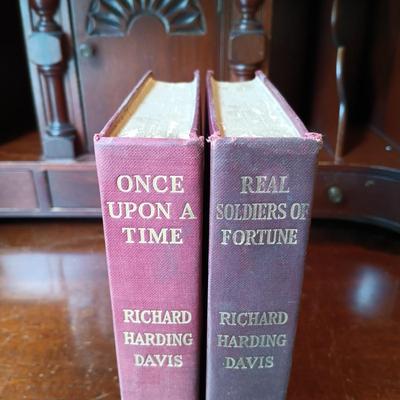 ONCE
UPON A
TIME
RICHARD
HARDING
DAVIS
REAL
SOLDIERS OF
FORTUNE
RICHARD
HARDING
DAVIS